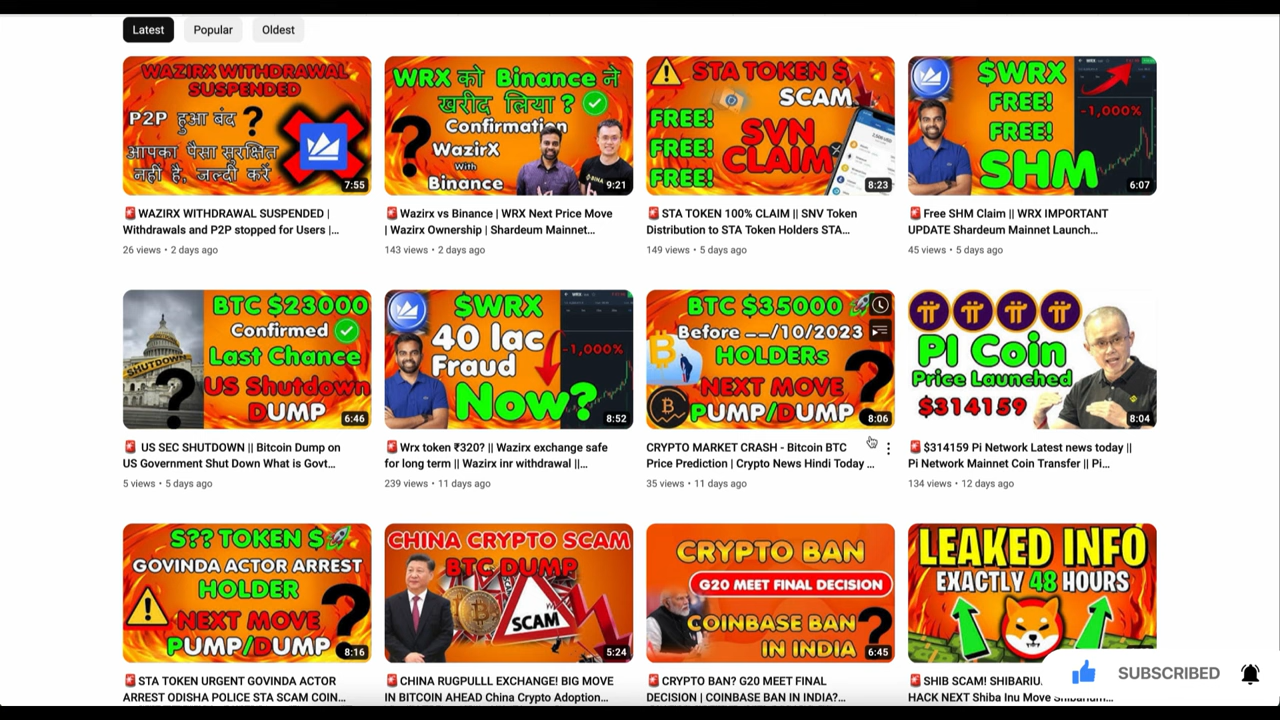 Latest
Popular
Oldest
WAZIRX WITHDRAWAL
SUSPENDED
P2P हुआ बंद ?
आपका पैसा सुरक्षित
नहीं है, जल्दी करें
7:55
WRX को Binance ने
खरीद लिया ?
Confirmation
WazirX
With
Binance
9:21
STA TOKEN $
SCAM
FREE!
FREE!
FREE!
SVN
CLAIM
8:23
$WRX
FREE!
FREE!
SHM
-1,000%
6:07
WAZIRX WITHDRAWAL SUSPENDED |
Withdrawals and P2P stopped for Users |...
26 views • 2 days ago
Wazirx vs Binance | WRX Next Price Move
| Wazirx Ownership | Shardeum Mainnet...
143 views • 2 days ago
STA TOKEN 100% CLAIM || SNV Token
Distribution to STA Token Holders STA...
149 views • 5 days ago
Free SHM Claim || WRX IMPORTANT
UPDATE Shardeum Mainnet Launch...
45 views • 5 days ago
SHUTDOWN
?
BTC $23000
Confirmed
Last Chance
US Shutdown
DUMP
6:46
$WRX
40 lac
Fraud
Now?
-1,000%
8:52
BTC $35000
Before __/10/2023
HOLDERs
NEXT MOVE
PUMP/DUMP
?
8:06
PI Coin
Price Launched
$314159
8:04
US SEC SHUTDOWN || Bitcoin Dump on
US Government Shut Down What is Govt...
5 views • 5 days ago
Wrx token ₹320? || Wazirx exchange safe
for long term || Wazirx inr withdrawal ||...
239 views • 11 days ago
CRYPTO MARKET CRASH - Bitcoin BTC
Price Prediction | Crypto News Hindi Today ...
35 views • 11 days ago
$314159 Pi Network Latest news today ||
Pi Network Mainnet Coin Transfer || Pi...
134 views • 12 days ago
S?? TOKEN $
GOVINDA ACTOR ARREST
HOLDER
NEXT MOVE
PUMP/DUMP
?
8:16
CHINA CRYPTO SCAM
BTC DUMP
SCAM
5:24
CRYPTO BAN
G20 MEET FINAL DECISION
COINBASE BAN
IN INDIA
?
6:45
LEAKED INFO
EXACTLY 48 HOURS
STA TOKEN URGENT GOVINDA ACTOR
ARREST ODISHA POLICE STA SCAM COIN...
CHINA RUGPULLL EXCHANGE! BIG MOVE
IN BITCOIN AHEAD China Crypto Adoption...
CRYPTO BAN? G20 MEET FINAL
DECISION | COINBASE BAN IN INDIA?...
SHIB SCAM! SHIBARIU
HACK NEXT Shiba Inu Move Shibarium...
SUBSCRIBED